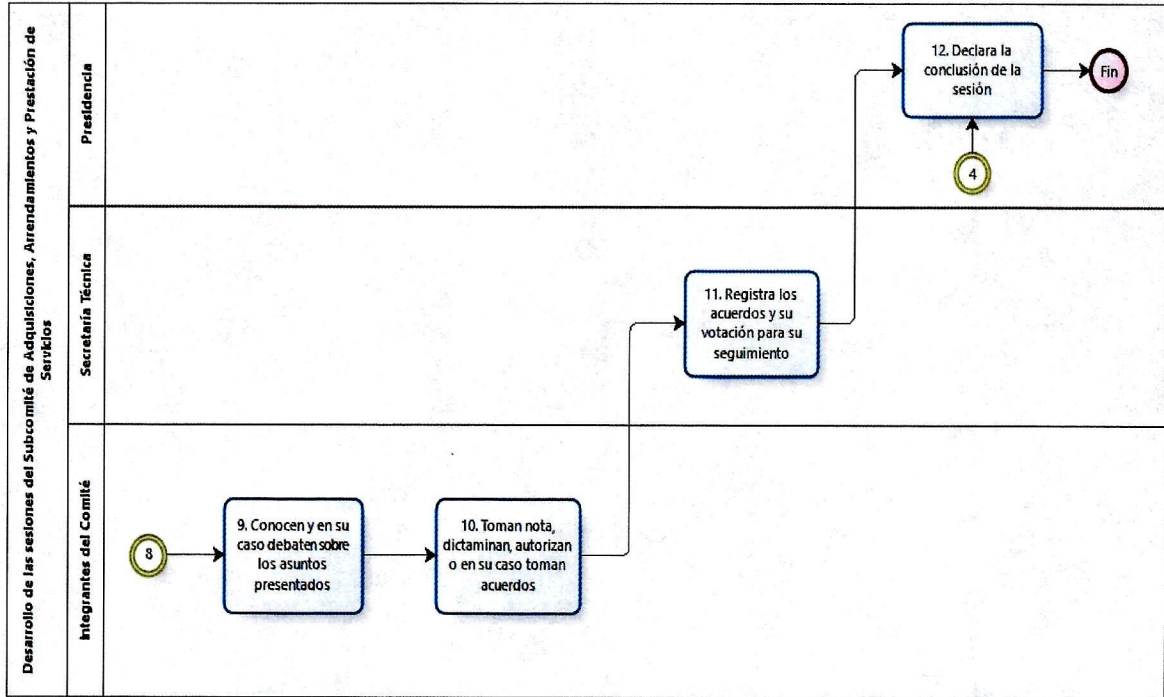 Desarrollo de las sesiones del Subcomité de Adquisiciones, Arrendamientos y Prestación de
Servicios
Presidencia
12. Declara la
conclusión de la
sesión
Fin
4
Secretaría Técnica
11. Registra los
acuerdos y su
votación para su
seguimiento
Integrantes del Comité
8
9. Conocen y en su
caso debaten sobre
los asuntos
presentados
10. Toman nota,
dictaminan, autorizan
o en su caso toman
acuerdos